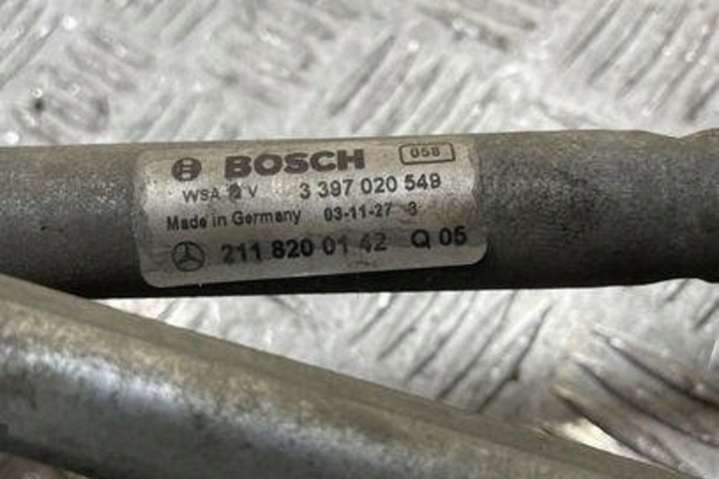 BOSCH 058
WSA V 3 397 020 549
Made in Germany 03-11-27 3
211 820 01 42 Q 05